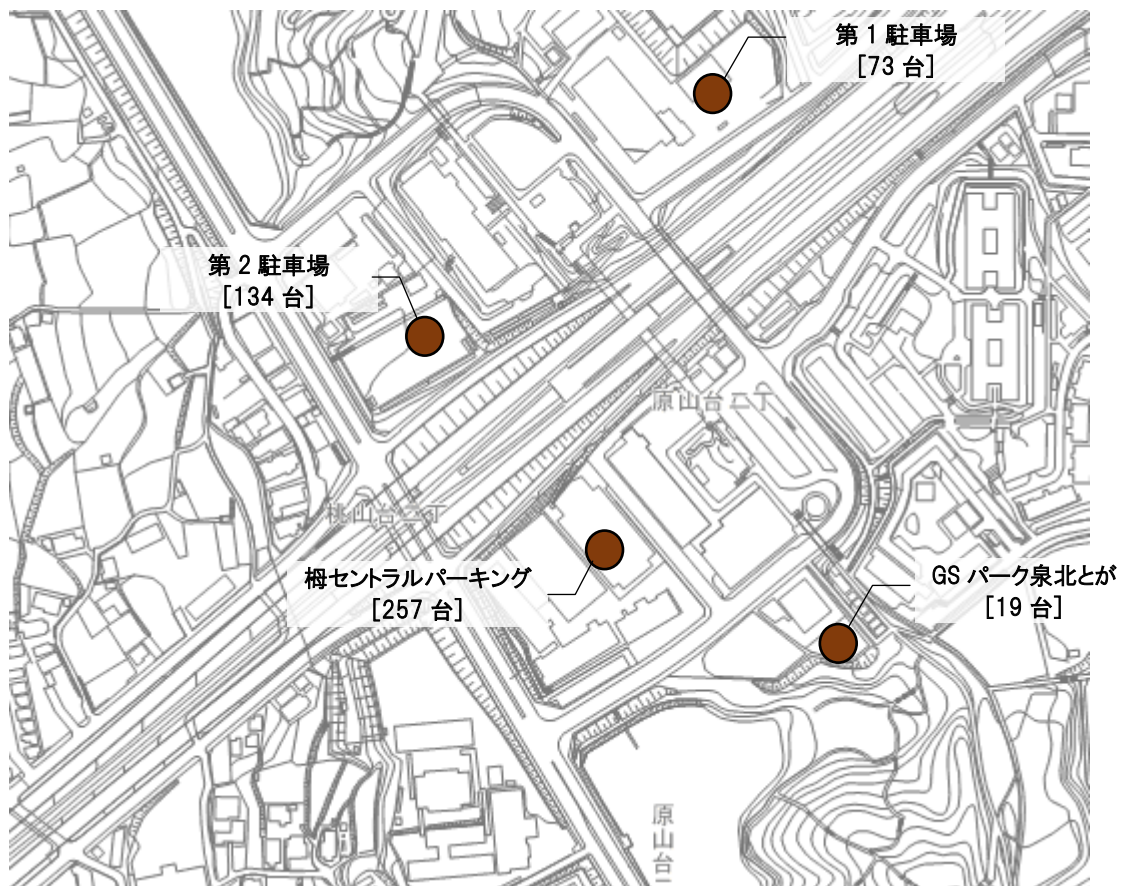 第1駐車場
[73 台]
第2駐車場
[134 台]
原山台二丁
桃山台二丁
栂セントラルパーキング
[257 台]
GS パーク泉北とが
[19 台]
原山台